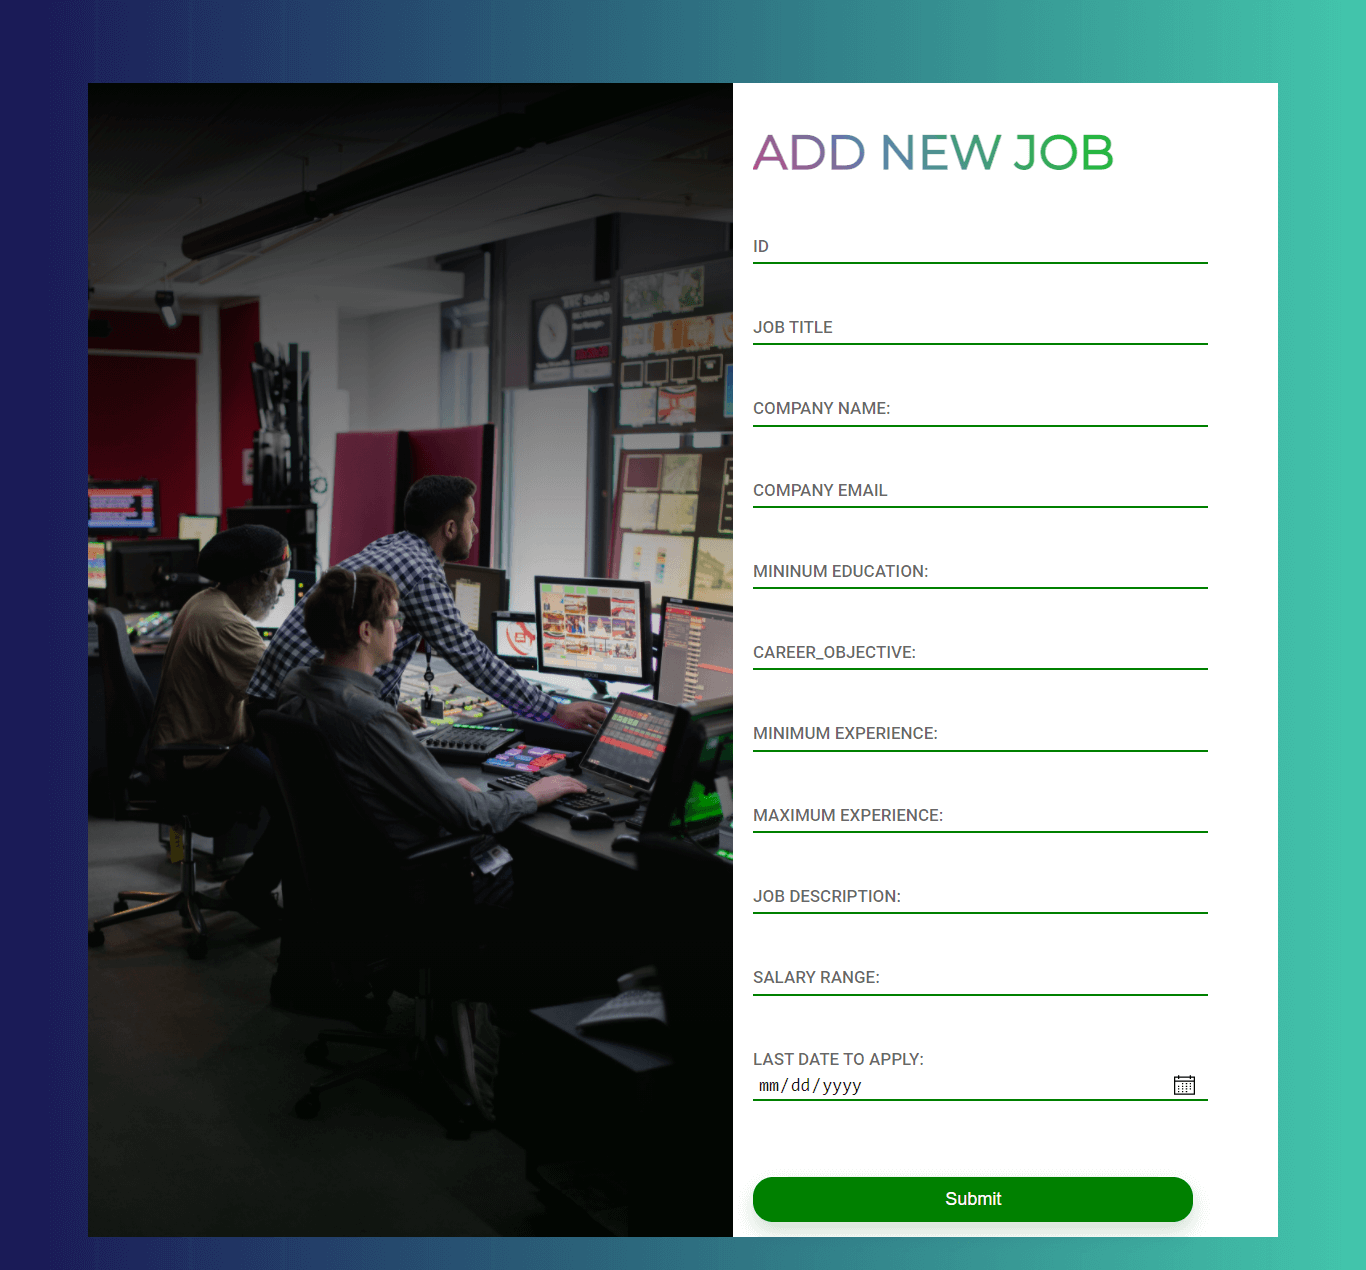 ADD NEW JOB
ID
JOB TITLE
COMPANY NAME:
COMPANY EMAIL
MININUM EDUCATION:
CAREER_OBJECTIVE:
MINIMUM EXPERIENCE:
MAXIMUM EXPERIENCE:
JOB DESCRIPTION:
SALARY RANGE:
LAST DATE TO APPLY:
mm/dd/yyyy
Submit